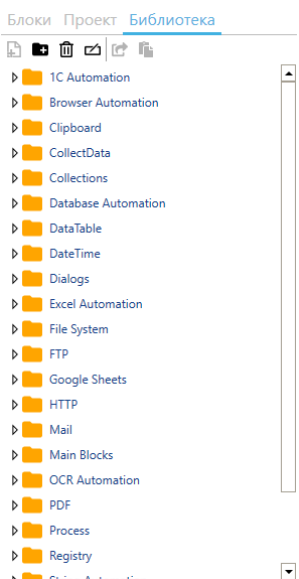 Блоки Проект Библиотека
1C Automation
Browser Automation
Clipboard
CollectData
Collections
Database Automation
DataTable
DateTime
Dialogs
Excel Automation
File System
FTP
Google Sheets
HTTP
Mail
Main Blocks
OCR Automation
PDF
Process
Registry